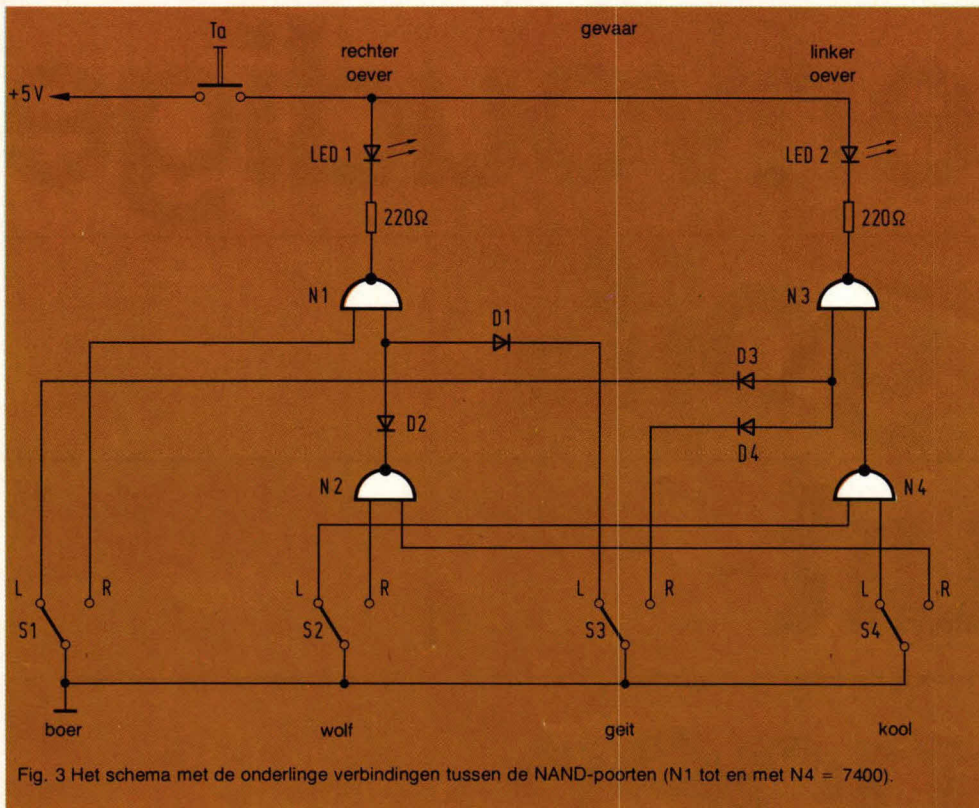 Ta
gevaar
rechter
oever
linker
oever
+5V
LED 1
LED 2
220Ω
220Ω
N1
N3
D1
D3
D2
D4
N2
N4
L
R
L
R
L
R
L
R
S1
S2
S3
S4
boer
wolf
geit
kool
Fig. 3 Het schema met de onderlinge verbindingen tussen de NAND-poorten (N1 tot en met N4 = 7400).